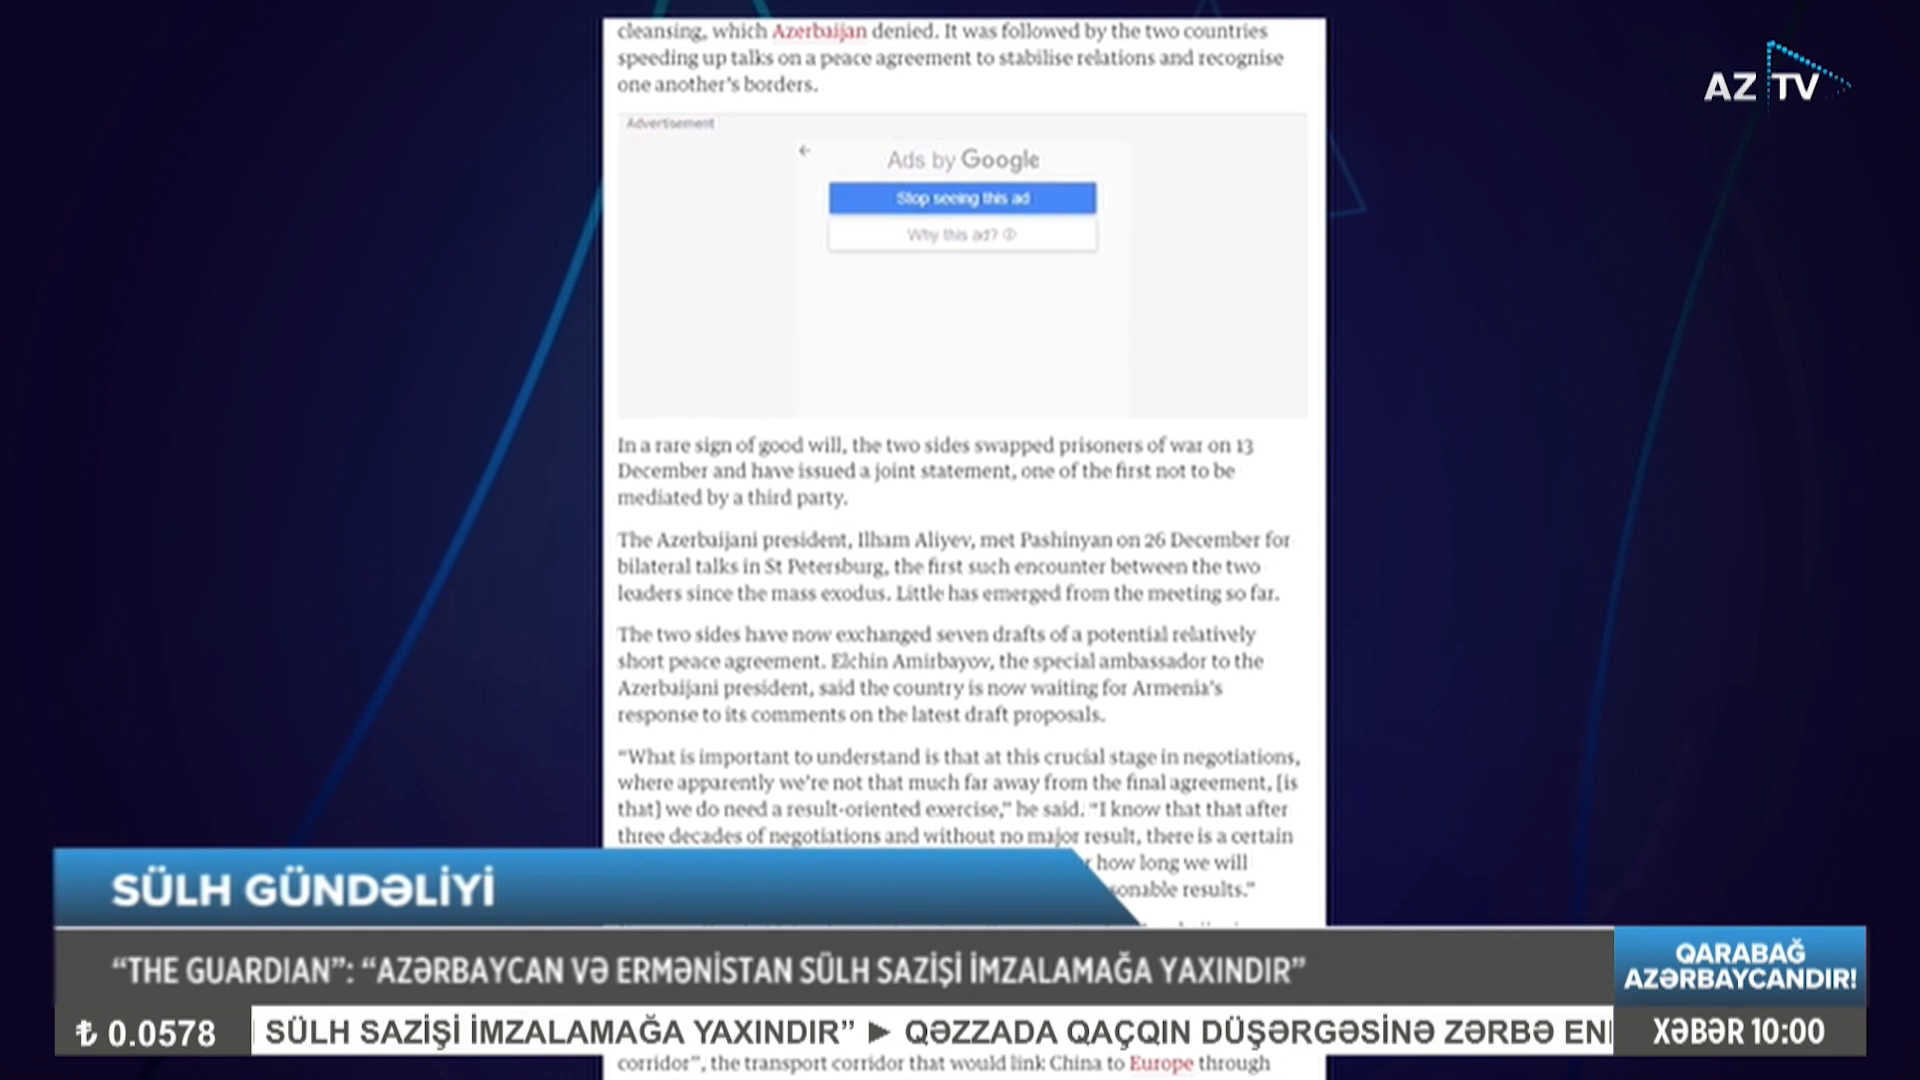 cleansing, which Azerbaijan denied. It was followed by the two countries
speeding up talks on a peace agreement to stabilise relations and recognise
one another's borders.
AZ TV
Advertisement
Ads by Google
Stop seeing this ad
Why this ad?
In a rare sign of good will, the two sides swapped prisoners of war on 13
December and have issued a joint statement, one of the first not to be
mediated by a third party.
The Azerbaijani president, Ilham Aliyev, met Pashinyan on 26 December for
bilateral talks in St Petersburg, the first such encounter between the two
leaders since the mass exodus. Little has emerged from the meeting so far.
The two sides have now exchanged seven drafts of a potential relatively
short peace agreement. Elchin Amirbayov, the special ambassador to the
Azerbaijani president, said the country is now waiting for Armenia's
response to its comments on the latest draft proposals.
“What is important to understand is that at this crucial stage in negotiations,
where apparently we're not that much far away from the final agreement, [is
that] we do need a result-oriented exercise,” he said. “I know that that after
three decades of negotiations and without no major result, there is a certain
how long we will
sonable results.”
SÜLH GÜNDƏLİYİ
“THE GUARDIAN”: “AZƏRBAYCAN VƏ ERMƏNİSTAN SÜLH SAZİŞİ İMZALAMAĞA YAXINDIR”
QARABAĞ
AZƏRBAYCANDIR!
₺ 0.0578
SÜLH SAZİŞİ İMZALAMAĞA YAXINDIR” ► QƏZZADA QAÇQIN DÜŞƏRGƏSİNƏ ZƏRBƏ ENI
XƏBƏR 10:00
corridor”, the transport corridor that would link China to Europe through